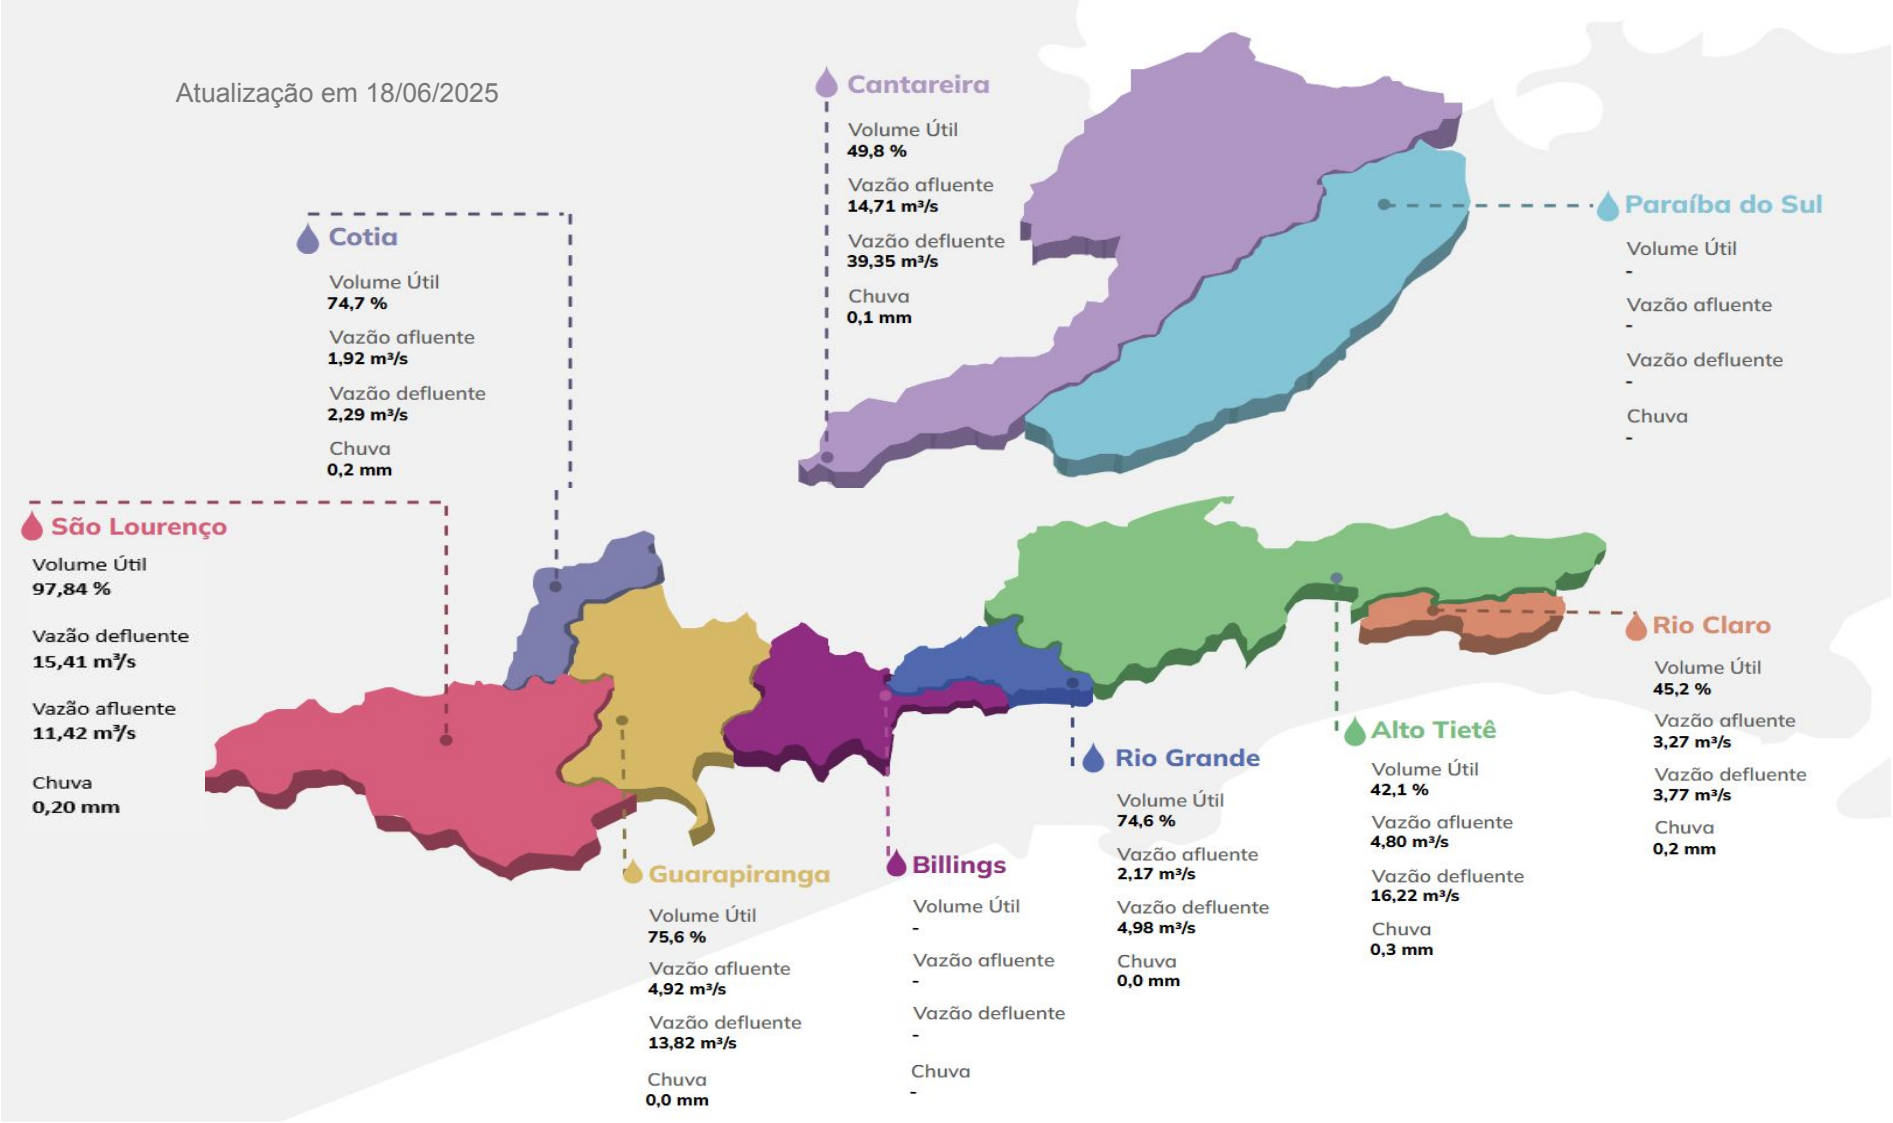 Atualização em 18/06/2025
Cantareira
Volume Útil
49,8 %
Vazão afluente
14,71 m³/s
Vazão defluente
39,35 m³/s
Chuva
0,1 mm
Paraíba do Sul
Volume Útil
-
Vazão afluente
-
Vazão defluente
-
Chuva
-
Cotia
Volume Útil
74,7 %
Vazão afluente
1,92 m³/s
Vazão defluente
2,29 m³/s
Chuva
0,2 mm
São Lourenço
Volume Útil
97,84 %
Vazão defluente
15,41 m³/s
Vazão afluente
11,42 m³/s
Chuva
0,20 mm
Guarapiranga
Volume Útil
75,6 %
Vazão afluente
4,92 m³/s
Vazão defluente
13,82 m³/s
Chuva
0,0 mm
Billings
Volume Útil
-
Vazão afluente
-
Vazão defluente
-
Chuva
-
Rio Grande
Volume Útil
74,6 %
Vazão afluente
2,17 m³/s
Vazão defluente
4,98 m³/s
Chuva
0,0 mm
Alto Tietê
Volume Útil
42,1 %
Vazão afluente
4,80 m³/s
Vazão defluente
16,22 m³/s
Chuva
0,3 mm
Rio Claro
Volume Útil
45,2 %
Vazão afluente
3,27 m³/s
Vazão defluente
3,77 m³/s
Chuva
0,2 mm